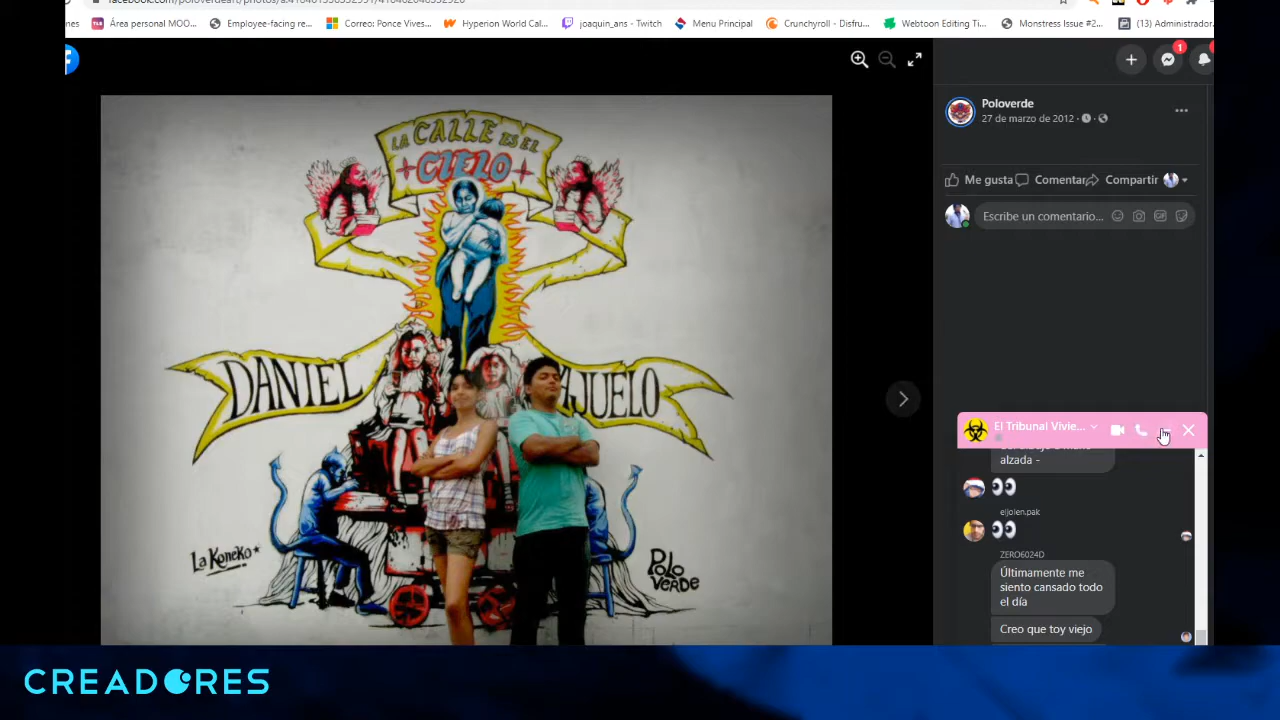 Área personal MOO...
Employee-facing re...
Correo: Ponce Vives...
Hyperion World Cal...
joaquin_ans - Twitch
Menu Principal
Crunchyroll - Disfru...
Webtoon Editing Ti...
Monstress Issue #2...
(13) Administrador...
1
Poloverde
27 de marzo de 2012
Me gusta
Comentar
Compartir
Escribe un comentario...
LA CALLE ES EL
CIELO
DANIEL
JUELO
La Koneko
POLO
VERDE
El Tribunal Vivie...
alzada -
eljolen.pak
ZERO6024D
Últimamente me
siento cansado todo
el día
Creo que toy viejo
CREADORES